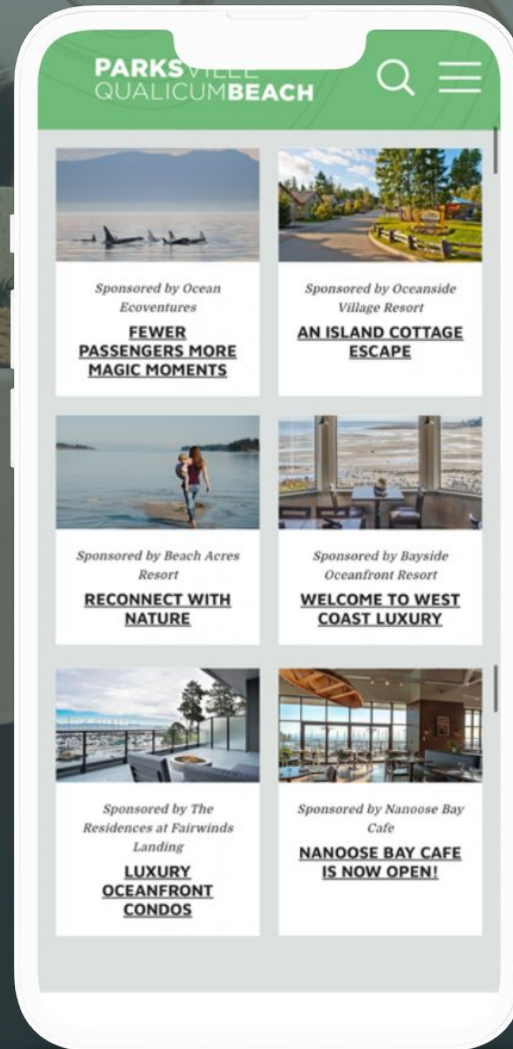 PARKSVILLE
QUALICUMBEACH
Sponsored by Ocean
Ecoventures
FEWER
PASSENGERS MORE
MAGIC MOMENTS
Sponsored by Oceanside
Village Resort
AN ISLAND COTTAGE
ESCAPE
Sponsored by Beach Acres
Resort
RECONNECT WITH
NATURE
Sponsored by Bayside
Oceanfront Resort
WELCOME TO WEST
COAST LUXURY
Sponsored by The
Residences at Fairwinds
Landing
LUXURY
OCEANFRONT
CONDOS
Sponsored by Nanoose Bay
Cafe
NANOOSE BAY CAFE
IS NOW OPEN!